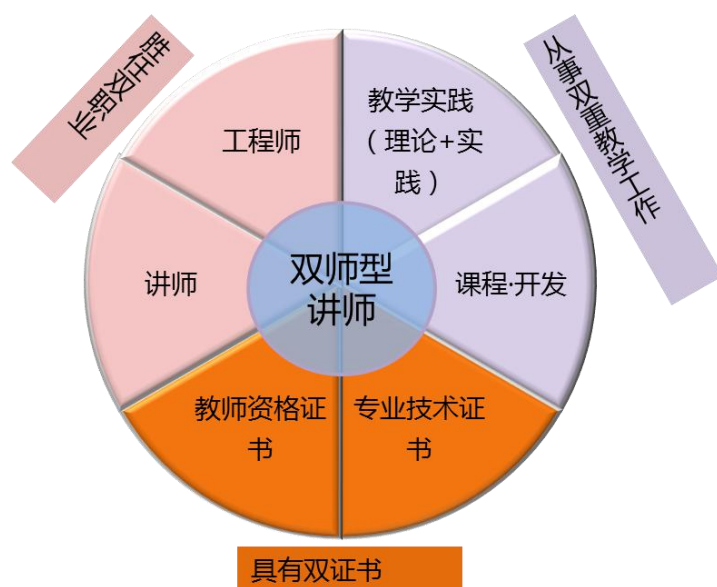 胜任双职业
从事双重教学工作
工程师
教学实践
（理论+实
践）
讲师
双师型
讲师
课程·开发
教师资格证
书
专业技术证
书
具有双证书